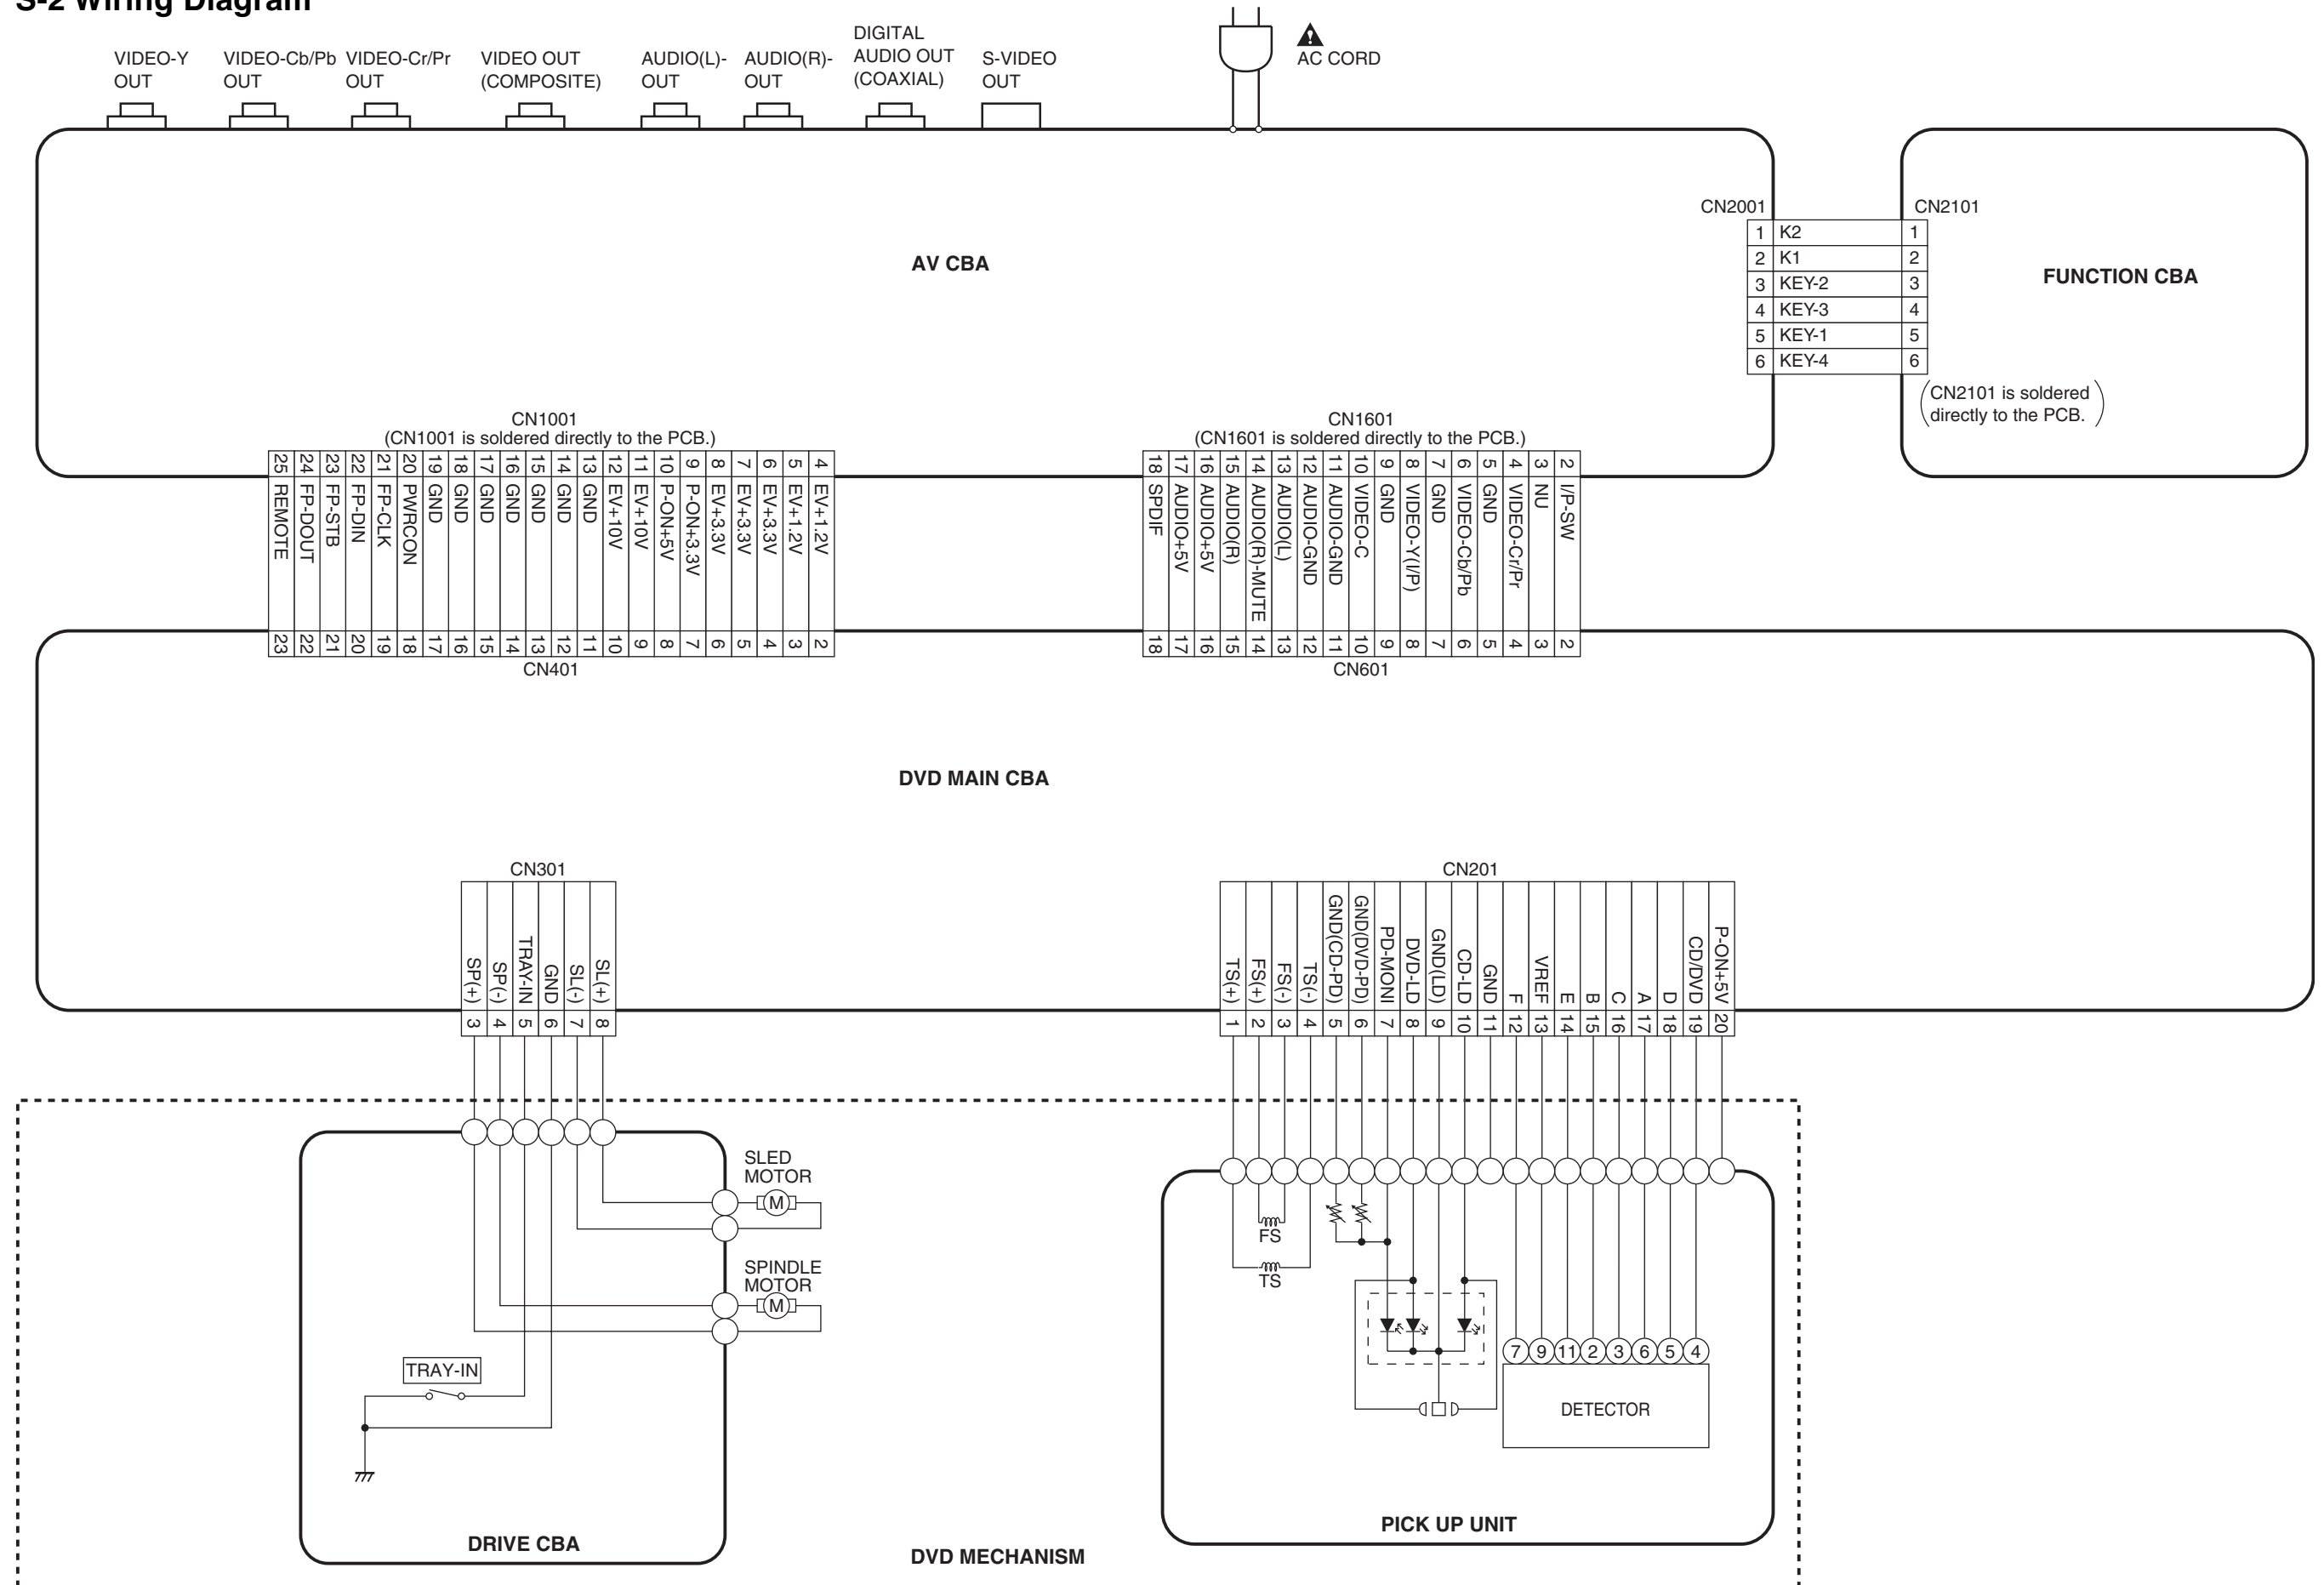 S-2 Wiring Diagram
VIDEO-Y
OUT
VIDEO-Cb/Pb
OUT
VIDEO-Cr/Pr
OUT
VIDEO OUT
(COMPOSITE)
AUDIO(L)-
OUT
AUDIO(R)-
OUT
DIGITAL
AUDIO OUT
(COAXIAL)
S-VIDEO
OUT
AC CORD
AV CBA
CN2001
CN2101
1 K2 1
2 K1 2
3 KEY-2 3
4 KEY-3 4
5 KEY-1 5
6 KEY-4 6
FUNCTION CBA
(CN2101 is soldered
directly to the PCB.)
CN1001
(CN1001 is soldered directly to the PCB.)
25 REMOTE 23
24 FP-DOUT 22
23 FP-STB 21
22 FP-DIN 20
21 FP-CLK 19
20 PWRCON 18
19 GND 17
18 GND 16
17 GND 15
16 GND 14
15 GND 13
14 GND 12
13 GND 11
12 EV+10V 10
11 EV+10V 9
10 P-ON+5V 8
9 P-ON+3.3V 7
8 EV+3.3V 6
7 EV+3.3V 5
6 EV+3.3V 4
5 EV+1.2V 3
4 EV+1.2V 2
CN401
CN1601
(CN1601 is soldered directly to the PCB.)
18 SPDIF 18
17 AUDIO+5V 17
16 AUDIO+5V 16
15 AUDIO(R) 15
14 AUDIO(R)-MUTE 14
13 AUDIO(L) 13
12 AUDIO-GND 12
11 AUDIO-GND 11
10 VIDEO-C 10
9 GND 9
8 VIDEO-Y(I/P) 8
7 GND 7
6 VIDEO-Cb/Pb 6
5 GND 5
4 VIDEO-Cr/Pr 4
3 NU 3
2 I/P-SW 2
CN601
DVD MAIN CBA
CN301
SP(+) 3
SP(-) 4
TRAY-IN 5
GND 6
SL(-) 7
SL(+) 8
CN201
TS(+) 1
FS(+) 2
FS(-) 3
TS(-) 4
GND(CD-PD) 5
GND(DVD-PD) 6
PD-MONI 7
DVD-LD 8
GND(LD) 9
CD-LD 10
GND 11
F 12
VREF 13
E 14
B 15
C 16
A 17
D 18
CD/DVD 19
P-ON+5V 20
SLED
MOTOR
M
SPINDLE
MOTOR
M
TRAY-IN
DRIVE CBA
FS
TS
7 9 11 2 3 6 5 4
DETECTOR
PICK UP UNIT
DVD MECHANISM